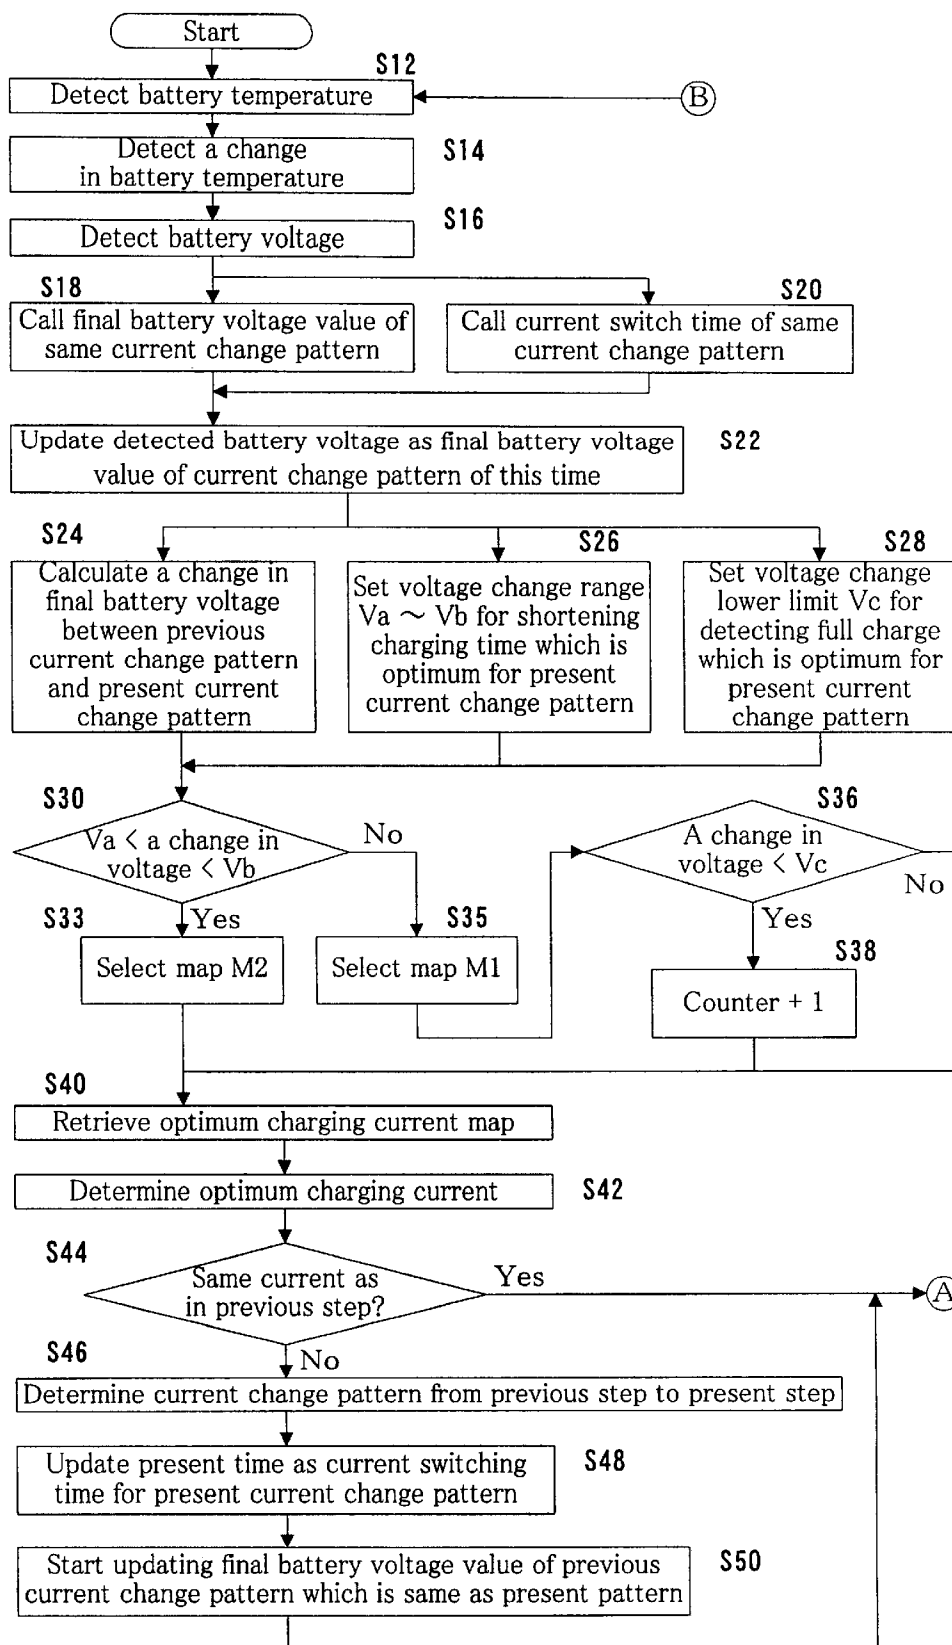 Start
S12
Detect battery temperature
B
Detect a change
in battery temperature
S14
S16
Detect battery voltage
S18
Call final battery voltage value of
same current change pattern
S20
Call current switch time of same
current change pattern
Update detected battery voltage as final battery voltage
value of current change pattern of this time
S22
S24
Calculate a change in
final battery voltage
between previous
current change pattern
and present current
change pattern
S26
Set voltage change range
Va ~ Vb for shortening
charging time which is
optimum for present
current change pattern
S28
Set voltage change
lower limit Vc for
detecting full charge
which is optimum for
present current
change pattern
S30
Va < a change in
voltage < Vb
No
Yes
S33
Select map M2
S35
Select map M1
S36
A change in
voltage < Vc
No
Yes
S38
Counter + 1
S40
Retrieve optimum charging current map
Determine optimum charging current
S42
S44
Same current as
in previous step?
Yes
A
No
S46
Determine current change pattern from previous step to present step
Update present time as current switching
time for present current change pattern
S48
Start updating final battery voltage value of previous
current change pattern which is same as present pattern
S50